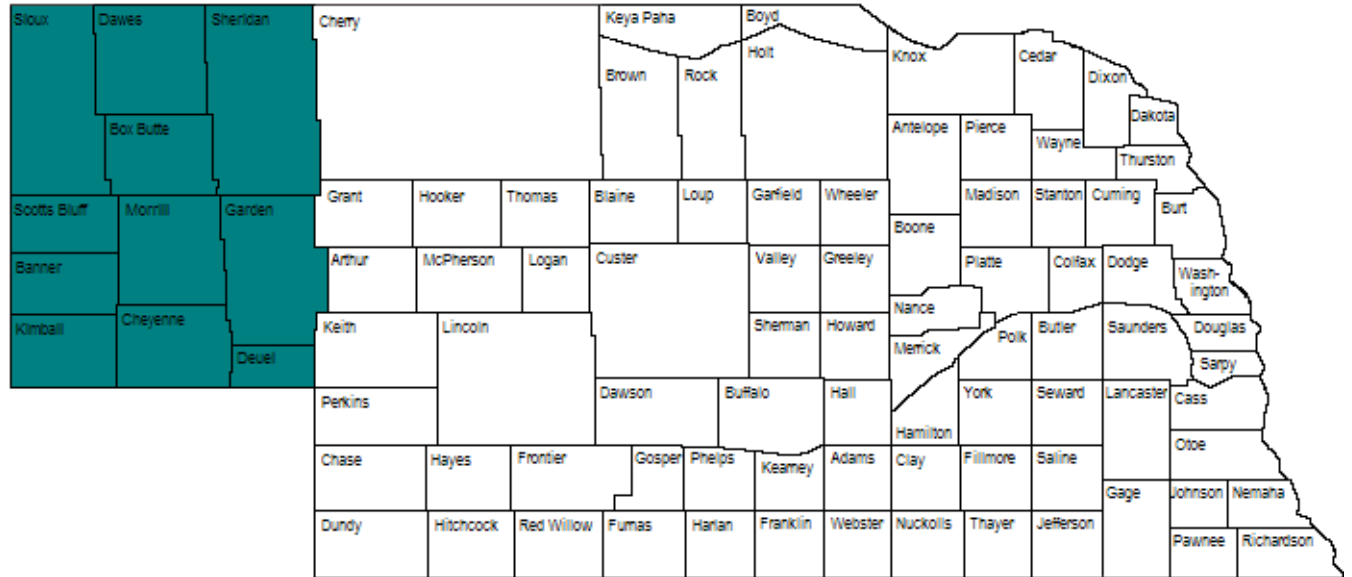 Sioux
Dawes
Sheridan
Cherry
Keya Paha
Boyd
Holt
Knox
Cedar
Dixon
Brown
Rock
Dakota
Box Butte
Antelope
Pierce
Wayne
Thurston
Scotts Bluff
Morrill
Garden
Grant
Hooker
Thomas
Blaine
Loup
Garfield
Wheeler
Madison
Stanton
Cuming
Burt
Boone
Banner
Arthur
McPherson
Logan
Custer
Valley
Greeley
Platte
Colfax
Dodge
Wash-
ington
Nance
Kimball
Cheyenne
Keith
Lincoln
Sherman
Howard
Merrick
Polk
Butler
Saunders
Douglas
Deuel
Sarpy
Perkins
Dawson
Buffalo
Hall
York
Seward
Lancaster
Cass
Hamilton
Otoe
Chase
Hayes
Frontier
Gosper
Phelps
Kearney
Adams
Clay
Fillmore
Saline
Gage
Johnson
Nemaha
Dundy
Hitchcock
Red Willow
Furnas
Harlan
Franklin
Webster
Nuckolls
Thayer
Jefferson
Pawnee
Richardson